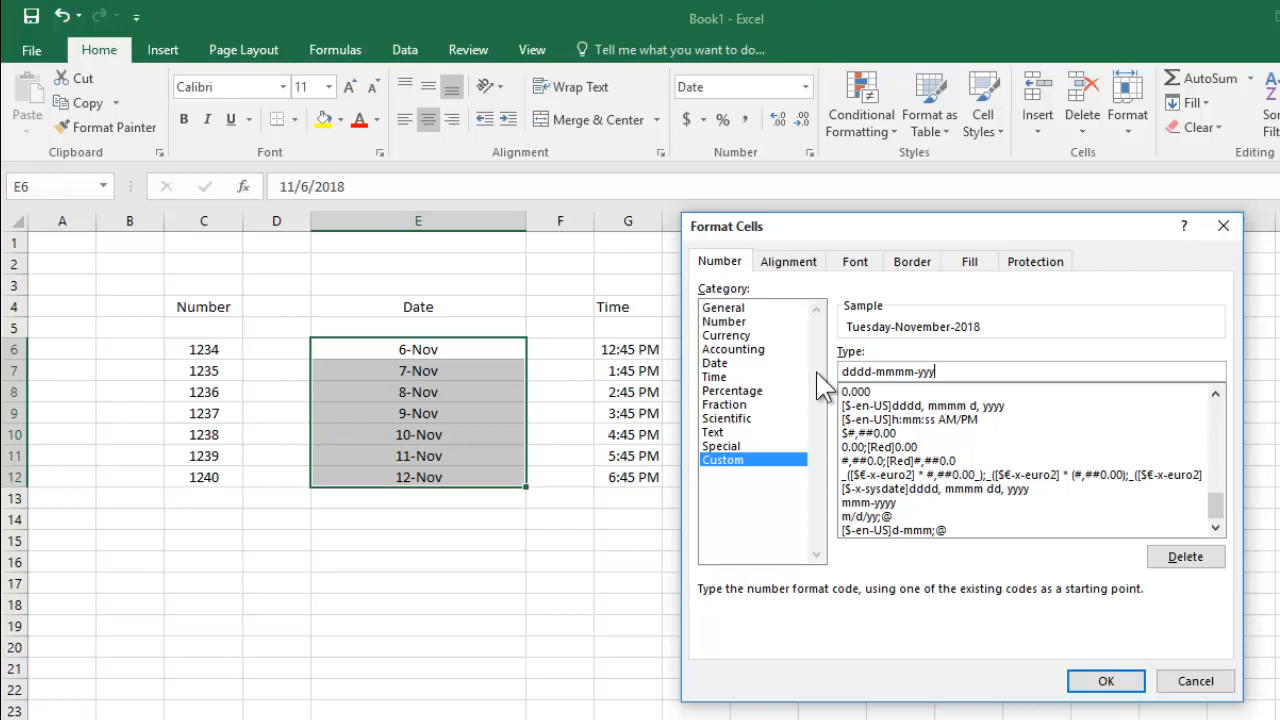 Book1 - Excel
File Home Insert Page Layout Formulas Data Review View Tell me what you want to do...
Paste
Cut
Copy
Format Painter
Clipboard
Calibri 11
B I U
Font
Wrap Text
Merge & Center
Alignment
Date
$ % ,
Number
Conditional Formatting
Format as Table
Cell Styles
Styles
Insert Delete Format
Cells
AutoSum
Fill
Clear
Editing
E6 fx 11/6/2018
A B C D E F G
1
2
3
4 Number Date Time
5
6 1234 6-Nov 12:45 PM
7 1235 7-Nov 1:45 PM
8 1236 8-Nov 2:45 PM
9 1237 9-Nov 3:45 PM
10 1238 10-Nov 4:45 PM
11 1239 11-Nov 5:45 PM
12 1240 12-Nov 6:45 PM
13
14
15
16
17
18
19
20
21
22
23
Format Cells ?
Number Alignment Font Border Fill Protection
Category:
General
Number
Currency
Accounting
Date
Time
Percentage
Fraction
Scientific
Text
Special
Custom
Sample
Tuesday-November-2018
Type:
dddd-mmmm-yyy
0.000
[$-en-US]dddd, mmmm d, yyyy
[$-en-US]h:mm:ss AM/PM
$#,##0.00
0.00;[Red]0.00
#,##0.0;[Red]#,##0.0
_([$€-x-euro2] * #,##0.00_);_([$€-x-euro2] * (#,##0.00);_([$€-x-euro2]
[$-x-sysdate]dddd, mmmm dd, yyyy
mmm-yyyy
m/d/yy;@
[$-en-US]d-mmm;@
Delete
Type the number format code, using one of the existing codes as a starting point.
OK Cancel